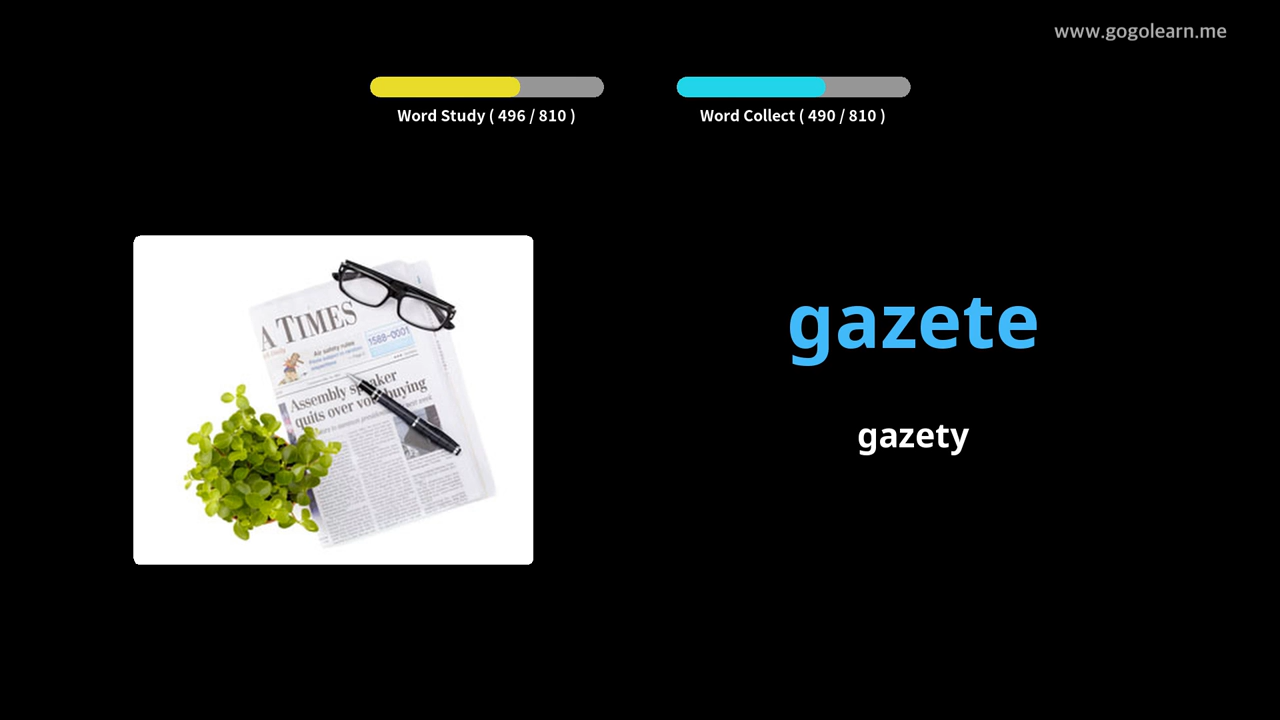 www.gogolearn.me
Word Study ( 496 / 810 )
Word Collect ( 490 / 810 )
A TIMES
Air safety rules
1588-0001
Assembly speaker
quits over vote buying
gazete
gazety